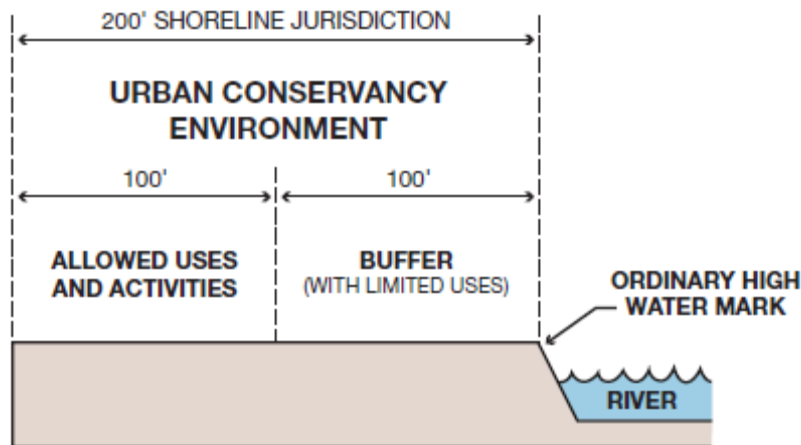 200' SHORELINE JURISDICTION
URBAN CONSERVANCY
ENVIRONMENT
100'
100'
ALLOWED USES
AND ACTIVITIES
BUFFER
(WITH LIMITED USES)
ORDINARY HIGH
WATER MARK
RIVER